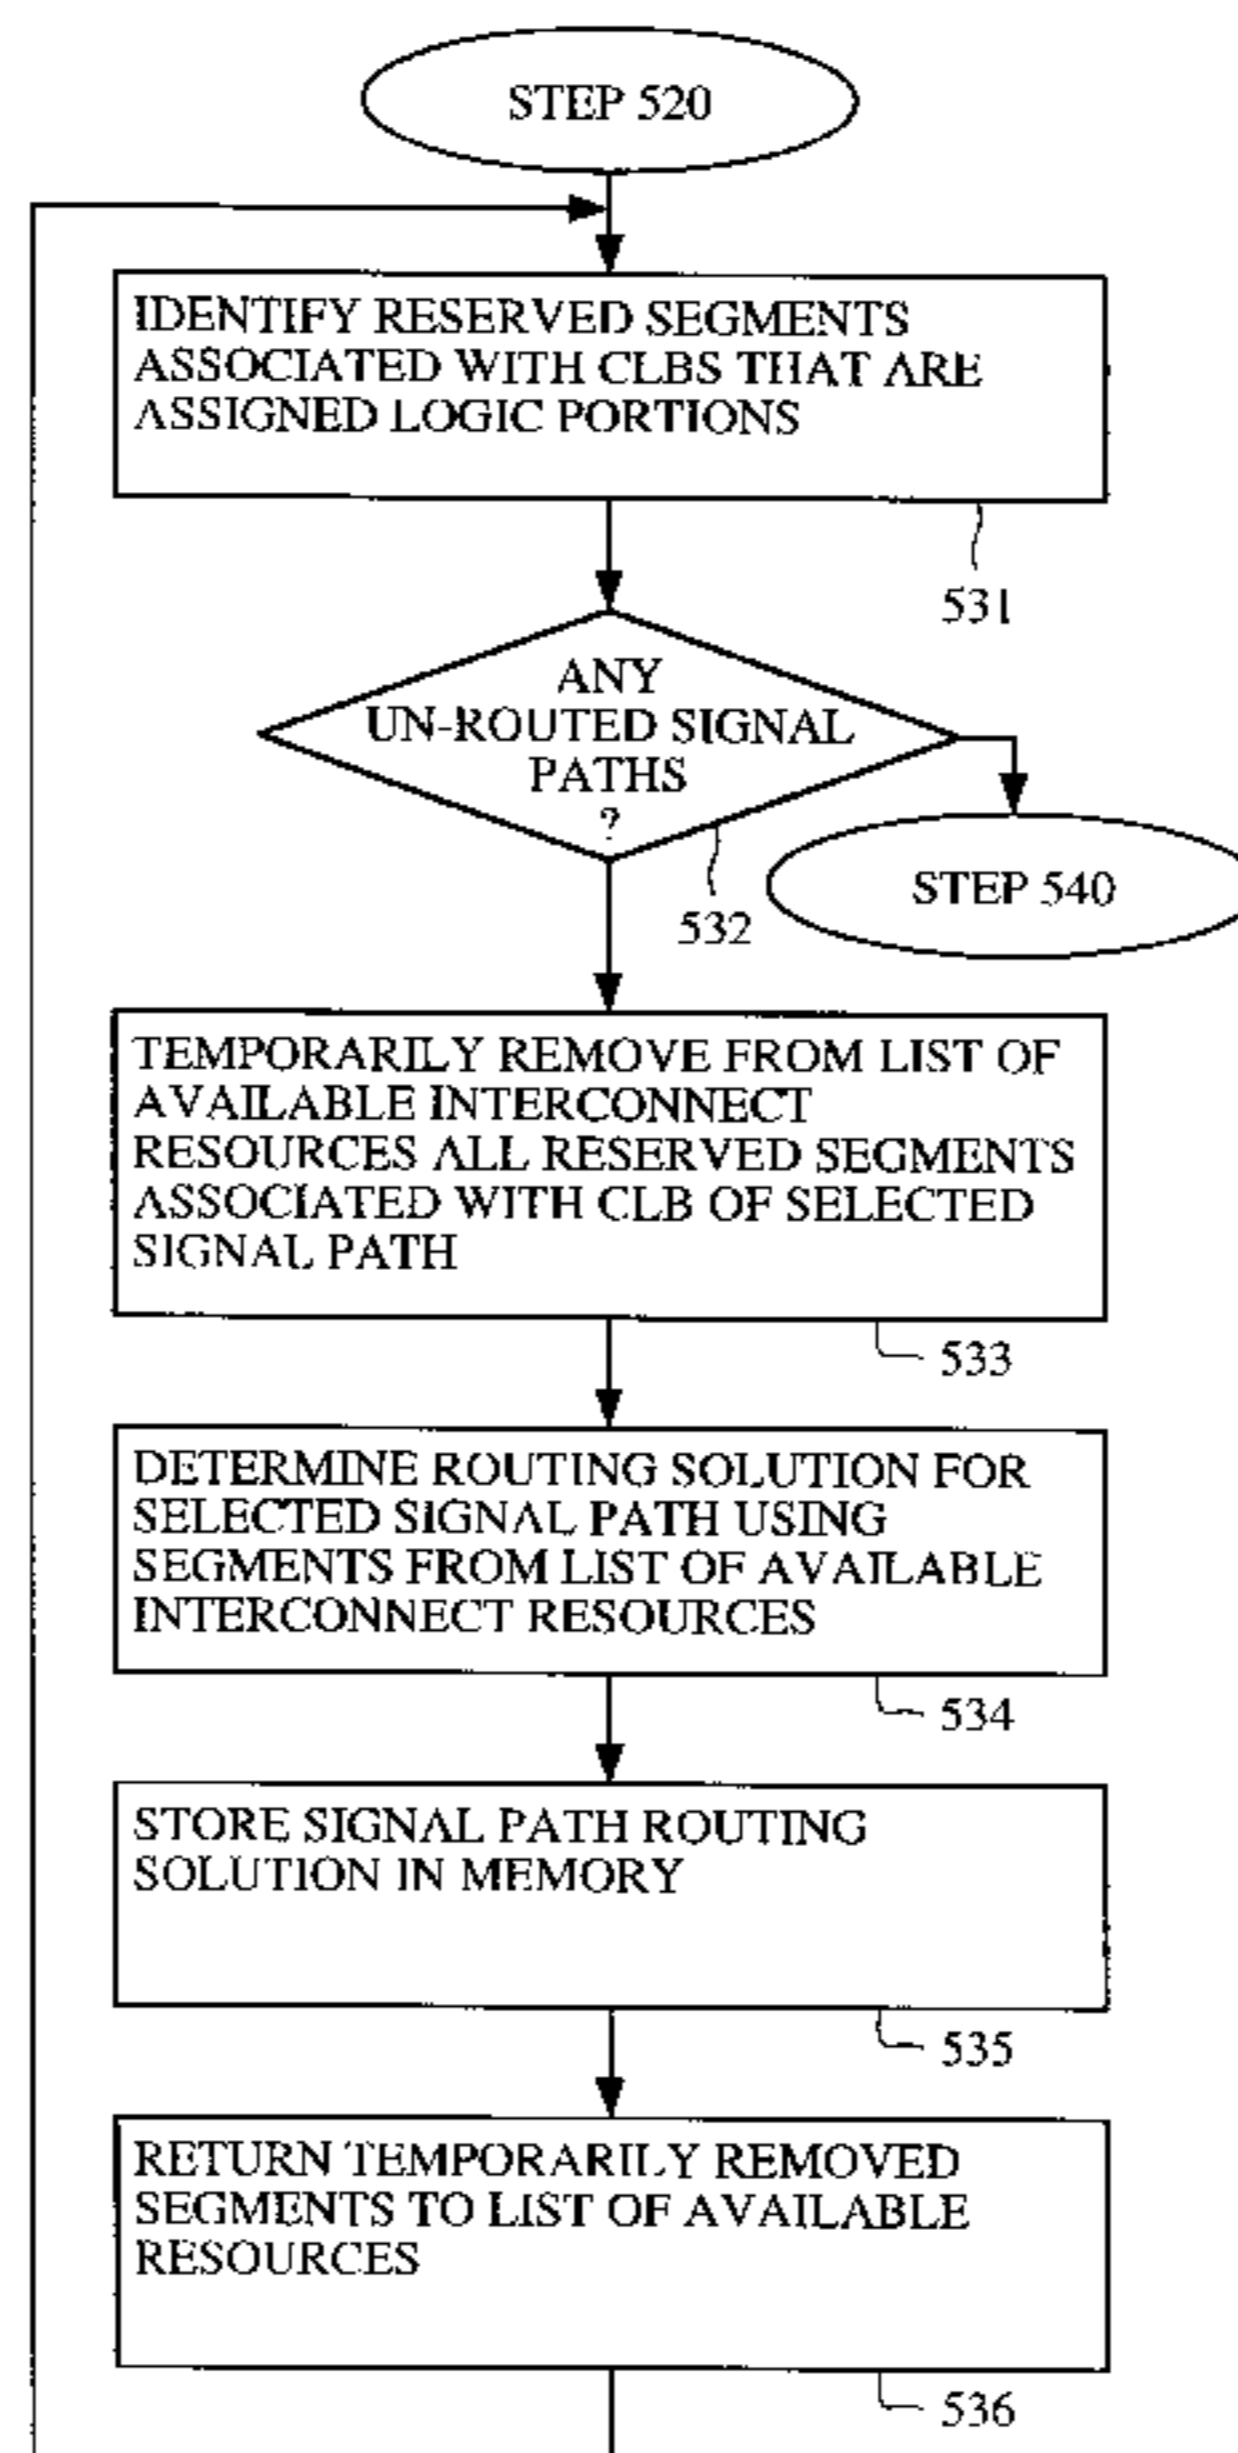 STEP 520
IDENTIFY RESERVED SEGMENTS
ASSOCIATED WITH CLBS THAT ARE
ASSIGNED LOGIC PORTIONS
531
ANY
UN-ROUTED SIGNAL
PATHS
?
532
STEP 540
TEMPORARILY REMOVE FROM LIST OF
AVAILABLE INTERCONNECT
RESOURCES ALL RESERVED SEGMENTS
ASSOCIATED WITH CLB OF SELECTED
SIGNAL PATH
533
DETERMINE ROUTING SOLUTION FOR
SELECTED SIGNAL PATH USING
SEGMENTS FROM LIST OF AVAILABLE
INTERCONNECT RESOURCES
534
STORE SIGNAL PATH ROUTING
SOLUTION IN MEMORY
535
RETURN TEMPORARILY REMOVED
SEGMENTS TO LIST OF AVAILABLE
RESOURCES
536